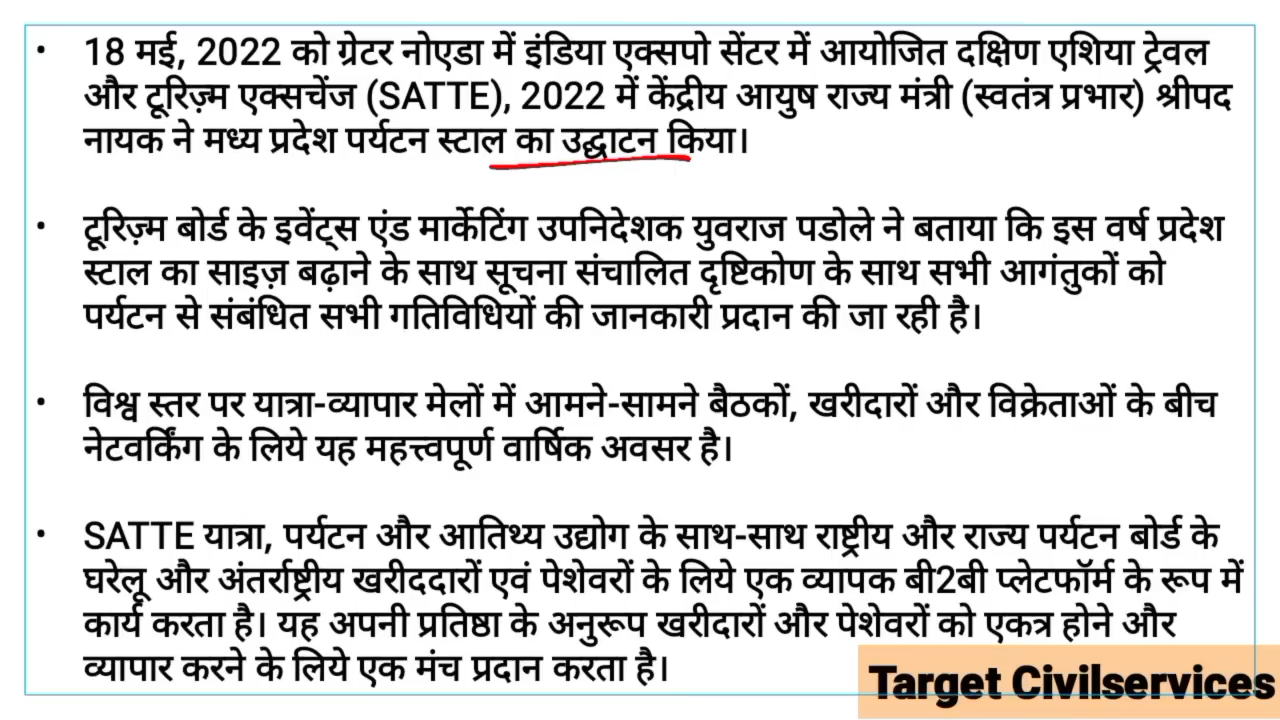 • 18 मई, 2022 को ग्रेटर नोएडा में इंडिया एक्सपो सेंटर में आयोजित दक्षिण एशिया ट्रेवल
और टूरिज़्म एक्सचेंज (SATTE), 2022 में केंद्रीय आयुष राज्य मंत्री (स्वतंत्र प्रभार) श्रीपद
नायक ने मध्य प्रदेश पर्यटन स्टाल का उद्घाटन किया।
• टूरिज़्म बोर्ड के इवेंट्स एंड मार्केटिंग उपनिदेशक युवराज पडोले ने बताया कि इस वर्ष प्रदेश
स्टाल का साइज़ बढ़ाने के साथ सूचना संचालित दृष्टिकोण के साथ सभी आगंतुकों को
पर्यटन से संबंधित सभी गतिविधियों की जानकारी प्रदान की जा रही है।
• विश्व स्तर पर यात्रा-व्यापार मेलों में आमने-सामने बैठकों, खरीदारों और विक्रेताओं के बीच
नेटवर्किंग के लिये यह महत्त्वपूर्ण वार्षिक अवसर है।
• SATTE यात्रा, पर्यटन और आतिथ्य उद्योग के साथ-साथ राष्ट्रीय और राज्य पर्यटन बोर्ड के
घरेलू और अंतर्राष्ट्रीय खरीददारों एवं पेशेवरों के लिये एक व्यापक बी2बी प्लेटफॉर्म के रूप में
कार्य करता है। यह अपनी प्रतिष्ठा के अनुरूप खरीदारों और पेशेवरों को एकत्र होने और
व्यापार करने के लिये एक मंच प्रदान करता है।
Target Civilservices